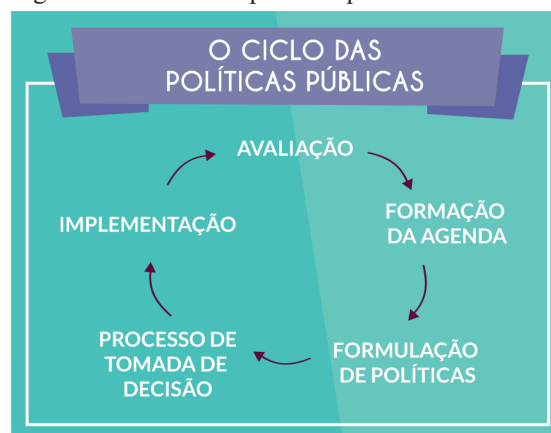 O CICLO DAS
POLÍTICAS PÚBLICAS
AVALIAÇÃO
FORMAÇÃO
DA AGENDA
FORMULAÇÃO
DE POLÍTICAS
PROCESSO DE
TOMADA DE
DECISÃO
IMPLEMENTAÇÃO